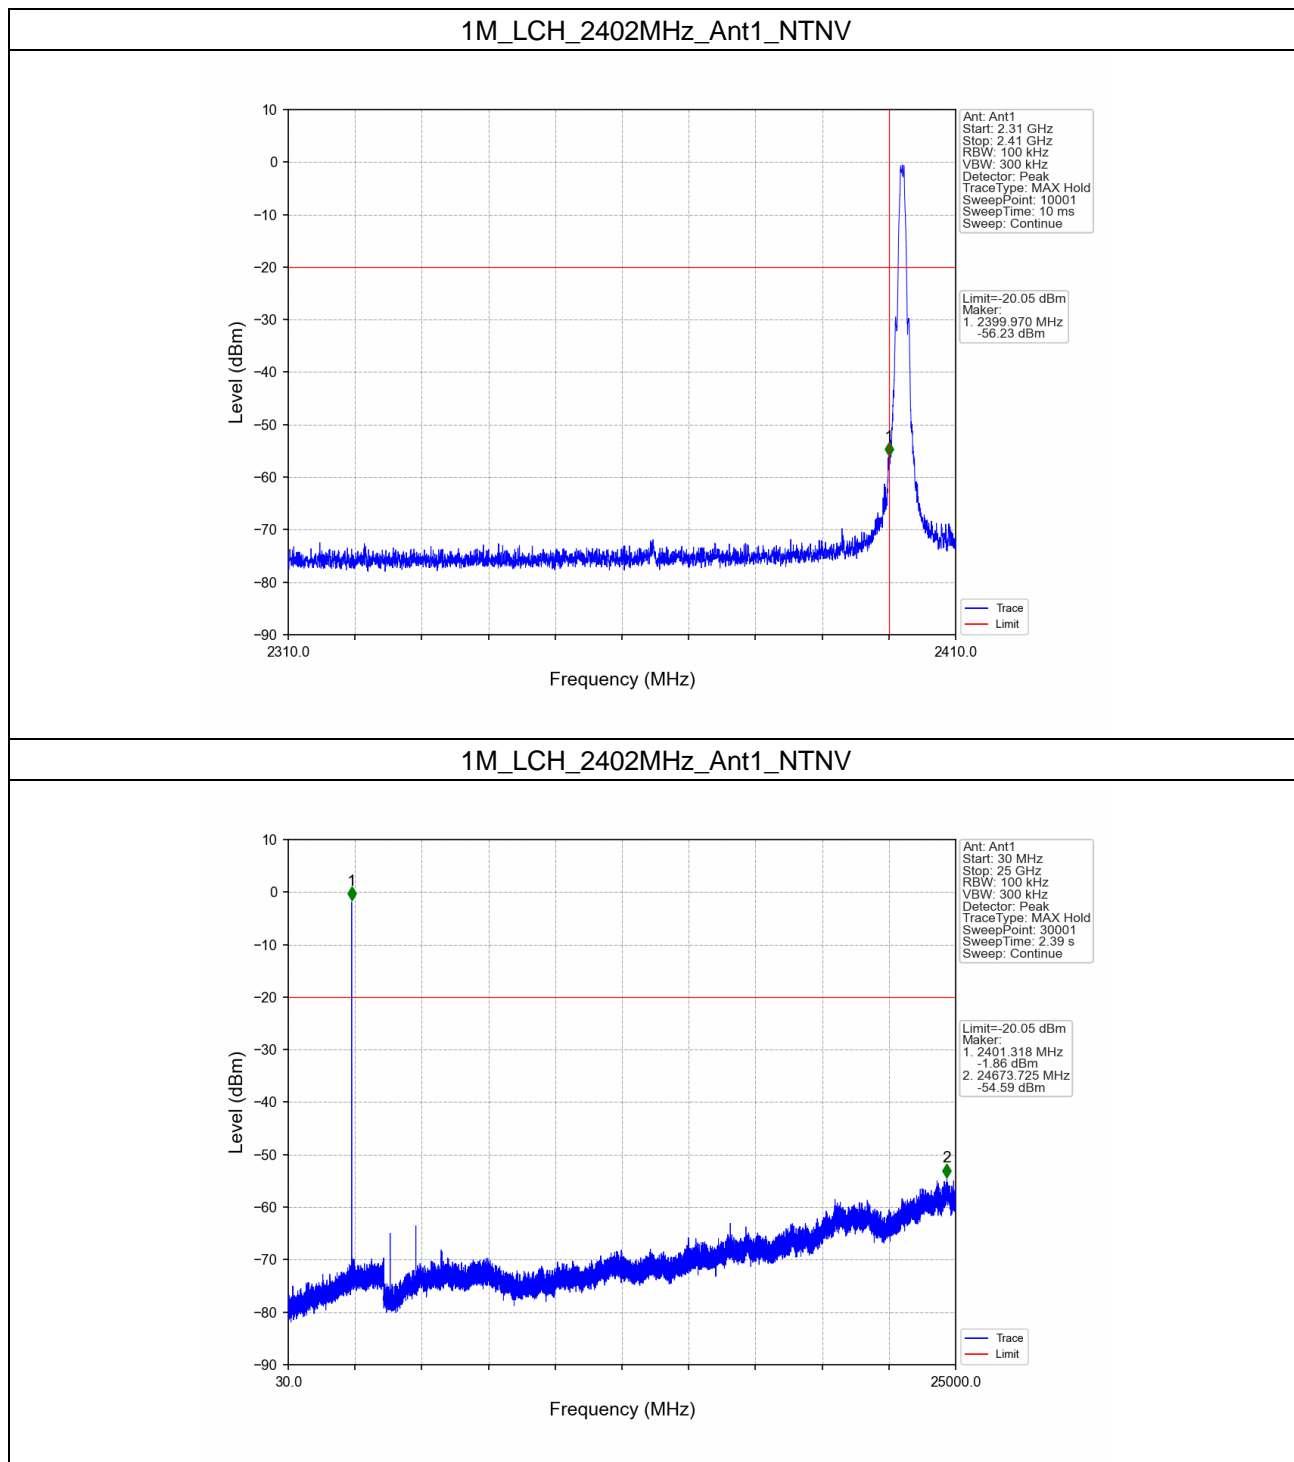 1M_LCH_2402MHz_Ant1_NTNV
10
0
−10
−20
−30
−40
−50
−60
−70
−80
−90
Level (dBm)
2310.0
2410.0
Frequency (MHz)
1
Ant: Ant1
Start: 2.31 GHz
Stop: 2.41 GHz
RBW: 100 kHz
VBW: 300 kHz
Detector: Peak
TraceType: MAX Hold
SweepPoint: 10001
SweepTime: 10 ms
Sweep: Continue
Limit=-20.05 dBm
Maker:
1. 2399.970 MHz
-56.23 dBm
Trace
Limit
1M_LCH_2402MHz_Ant1_NTNV
10
0
−10
−20
−30
−40
−50
−60
−70
−80
−90
Level (dBm)
30.0
25000.0
Frequency (MHz)
1
2
Ant: Ant1
Start: 30 MHz
Stop: 25 GHz
RBW: 100 kHz
VBW: 300 kHz
Detector: Peak
TraceType: MAX Hold
SweepPoint: 30001
SweepTime: 2.39 s
Sweep: Continue
Limit=-20.05 dBm
Maker:
1. 2401.318 MHz
-1.86 dBm
2. 24673.725 MHz
-54.59 dBm
Trace
Limit